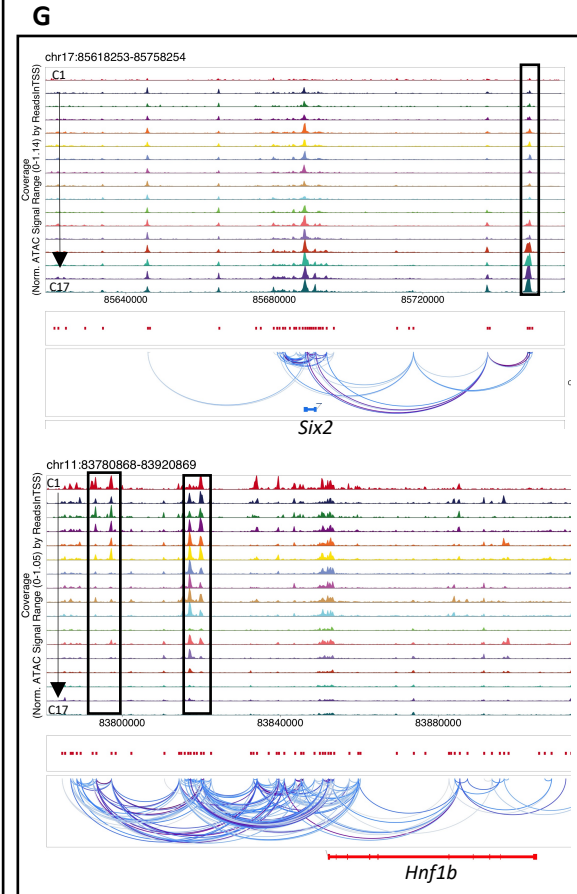 G
chr17:85618253-85758254
C1
Coverage
(Norm. ATAC Signal Range (0-1.14) by ReadsInTSS)
C17
85640000 85680000 85720000
Six2
chr11:83780868-83920869
C1
Coverage
(Norm. ATAC Signal Range (0-1.05) by ReadsInTSS)
C17
83800000 83840000 83880000
Hnf1b